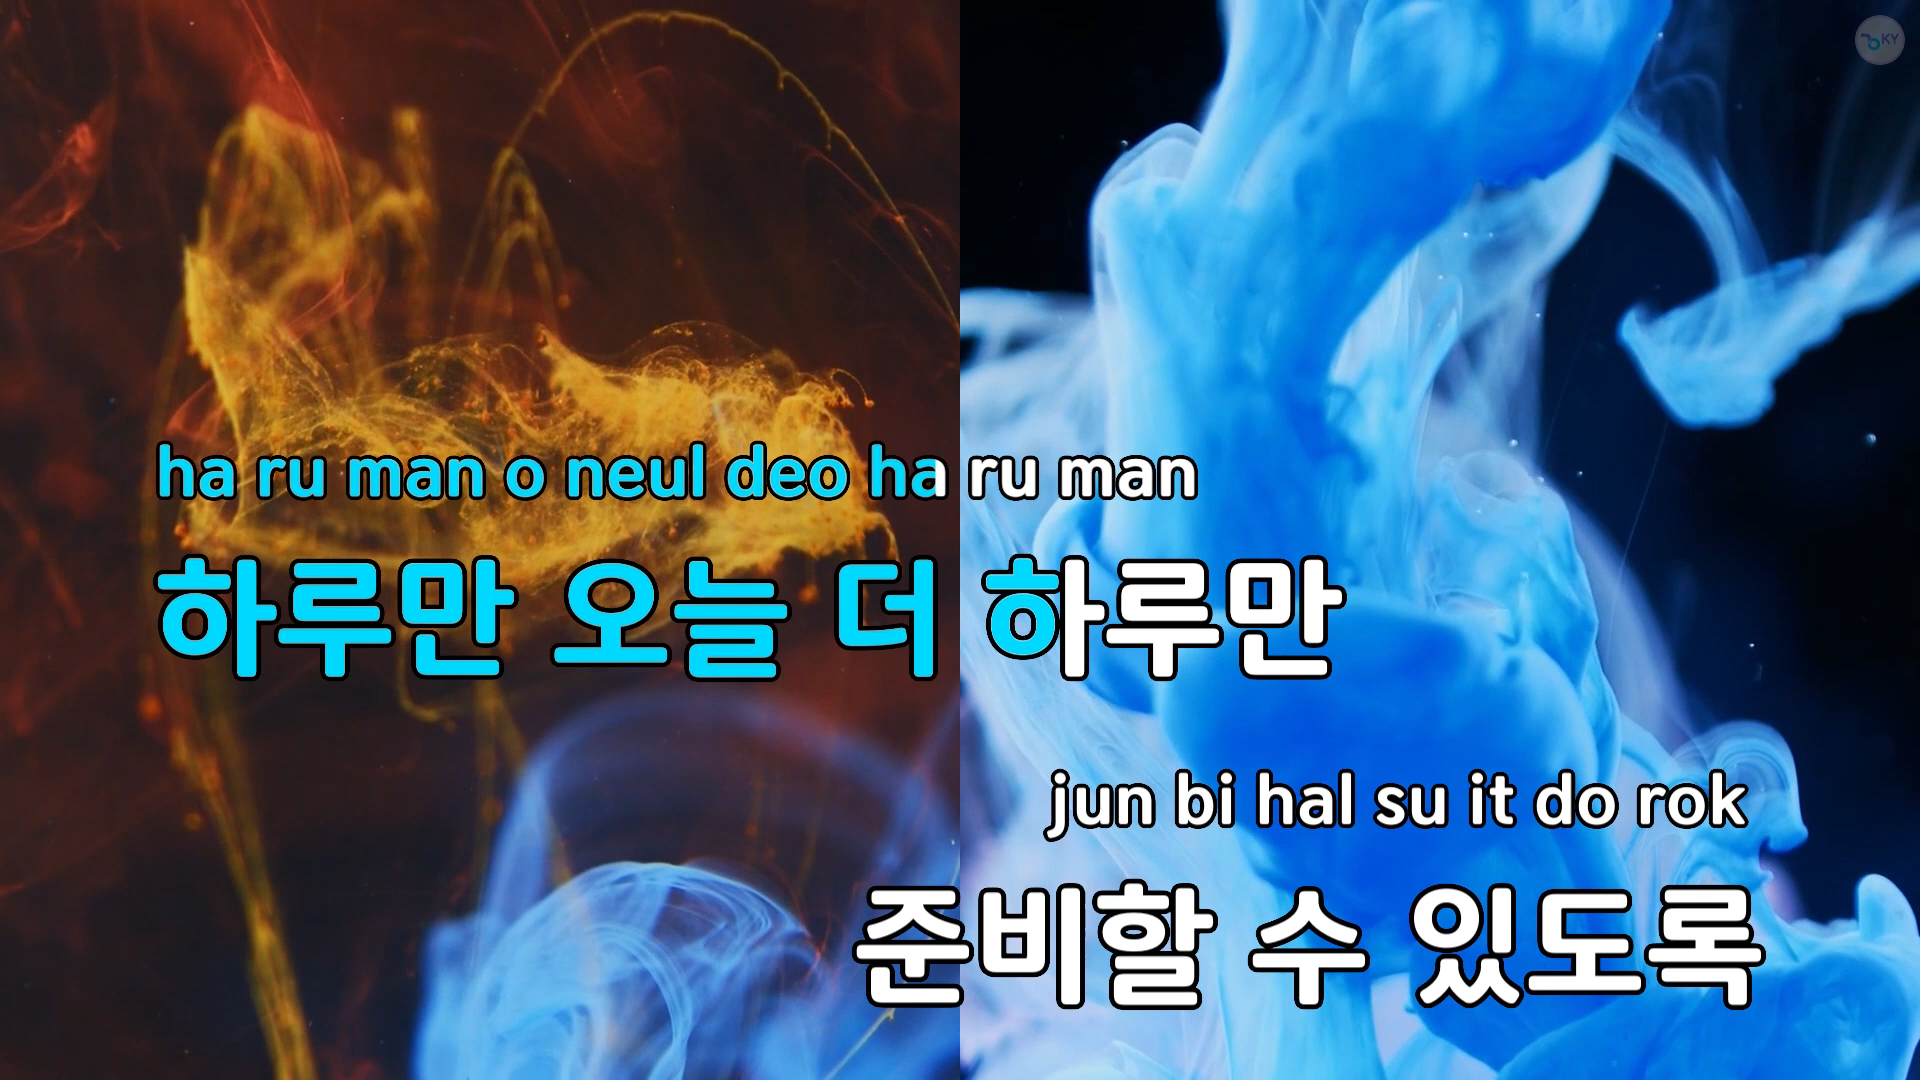 KY
ha ru man o neul deo ha ru man
하루만 오늘 더 하루만
jun bi hal su it do rok
준비할 수 있도록